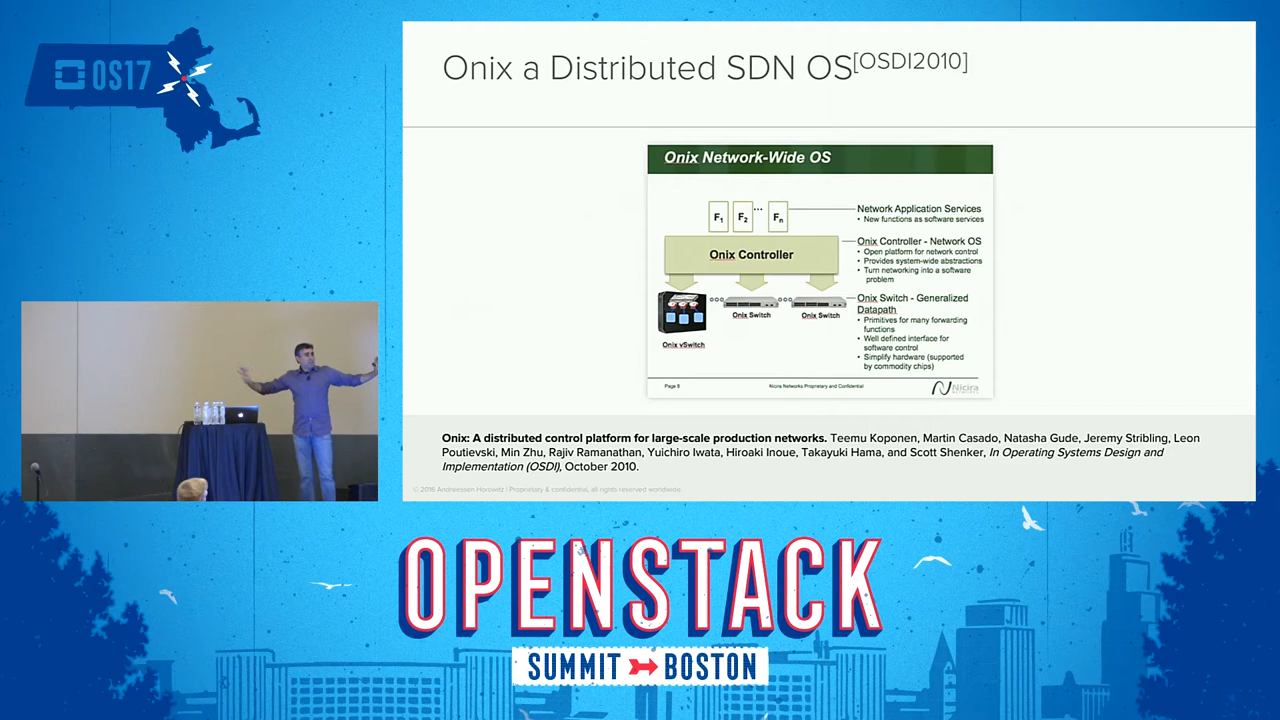 OS17
Onix a Distributed SDN OS[OSDI2010]
Onix Network-Wide OS
F1 F2 ... Fn
Network Application Services
• New functions as software services
Onix Controller
Onix Controller - Network OS
• Open platform for network control
• Provides system-wide abstractions
• Turn networking into a software
problem
Onix vSwitch
Onix Switch
Onix Switch
Onix Switch - Generalized
Datapath
• Primitives for many forwarding
functions
• Well defined interface for
software control
• Simplify hardware (supported
by commodity chips)
Page 8
Nicira Networks Proprietary and Confidential
Nicira
Onix: A distributed control platform for large-scale production networks. Teemu Koponen, Martin Casado, Natasha Gude, Jeremy Stribling, Leon
Poutievski, Min Zhu, Rajiv Ramanathan, Yuichiro Iwata, Hiroaki Inoue, Takayuki Hama, and Scott Shenker, In Operating Systems Design and
Implementation (OSDI), October 2010.
© 2016 Andreessen Horowitz | Proprietary & confidential, all rights reserved worldwide.
OPENSTACK
SUMMIT BOSTON